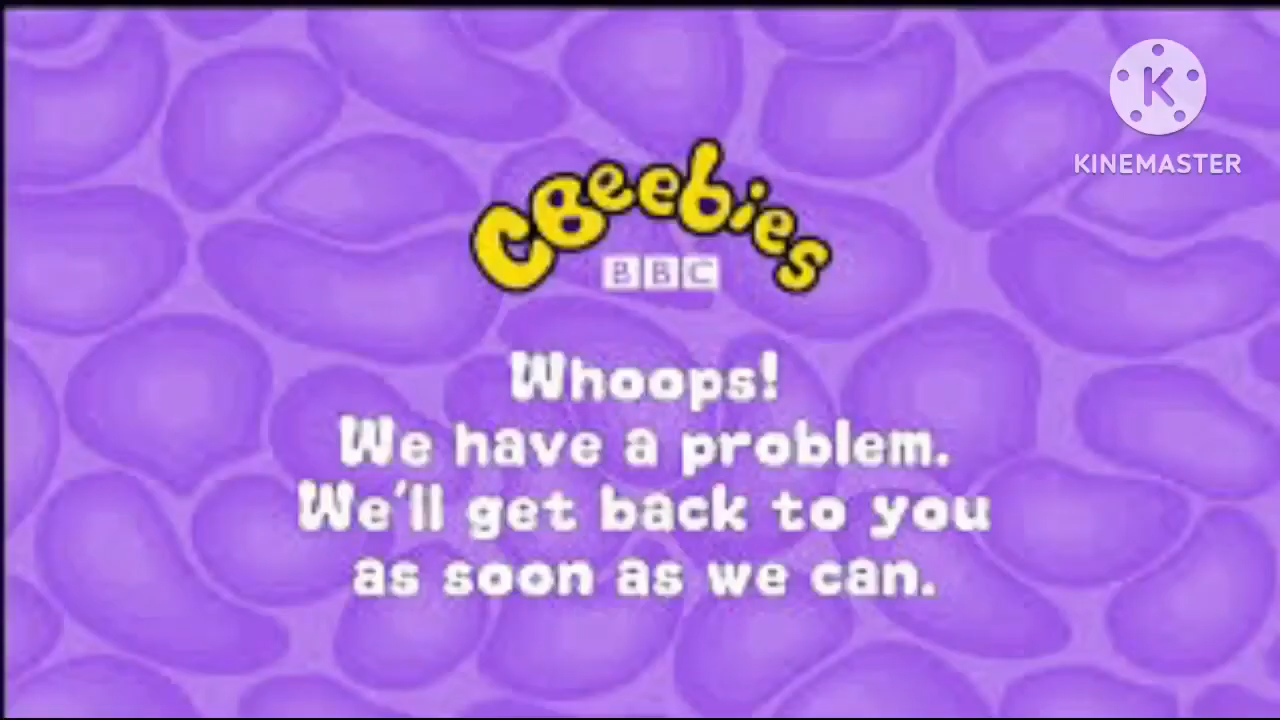 K
KINEMASTER
CBeebies
BBC
Whoops!
We have a problem.
We'll get back to you
as soon as we can.